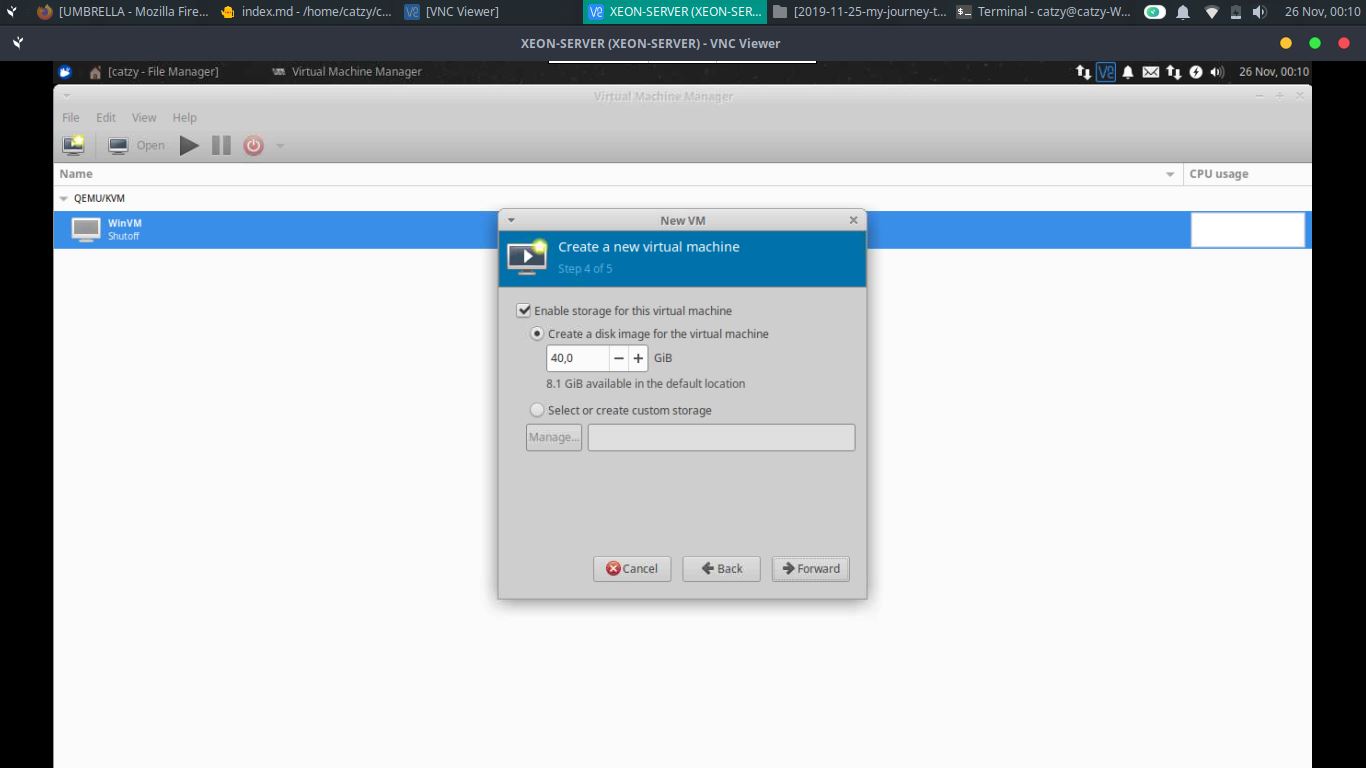 [UMBRELLA - Mozilla Fire... index.md - /home/catzy/c... [VNC Viewer] XEON-SERVER (XEON-SER... [2019-11-25-my-journey-t... Terminal - catzy@catzy-W... 26 Nov, 00:10
XEON-SERVER (XEON-SERVER) - VNC Viewer
[catzy - File Manager] Virtual Machine Manager 26 Nov, 00:10
Virtual Machine Manager
File Edit View Help
Open
Name CPU usage
QEMU/KVM
WinVM
Shutoff
New VM
Create a new virtual machine
Step 4 of 5
Enable storage for this virtual machine
Create a disk image for the virtual machine
40,0 − + GiB
8.1 GiB available in the default location
Select or create custom storage
Manage...
Cancel Back Forward